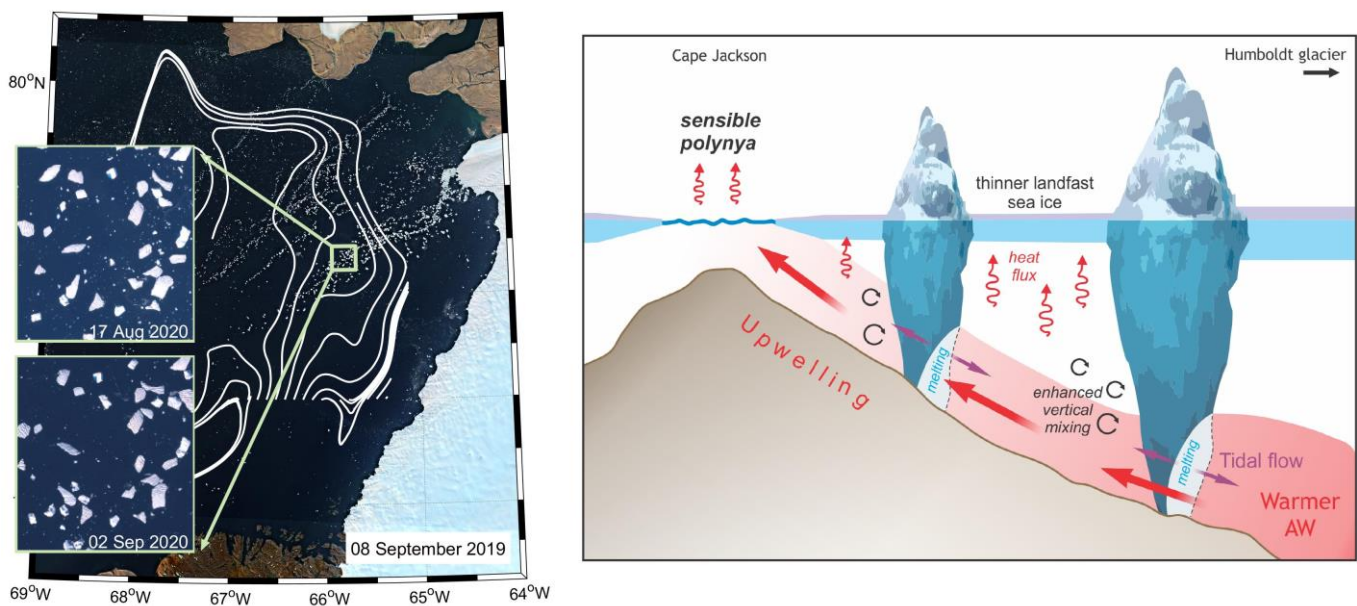 80°N
17 Aug 2020
02 Sep 2020
08 September 2019
69°W
68°W
67°W
66°W
65°W
64°W
Cape Jackson
Humboldt glacier
sensible
polynya
thinner landfast
sea ice
heat
flux
Upwelling
melting
enhanced
vertical
mixing
melting
Tidal flow
Warmer
AW